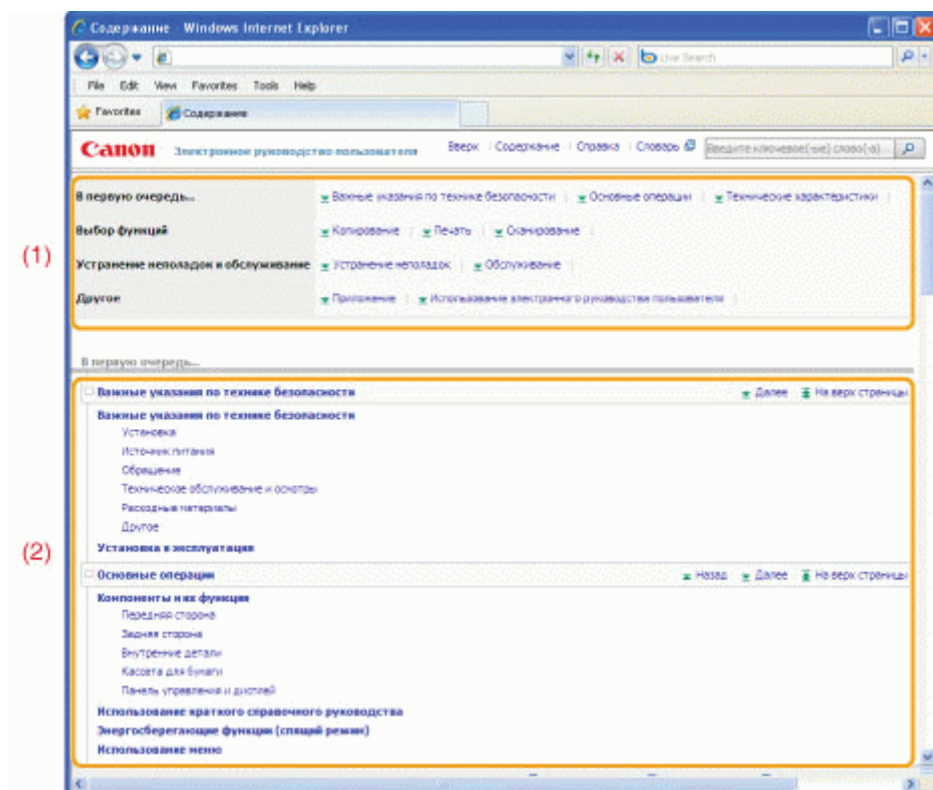 Содержание - Windows Internet Explorer
Live Search
File Edit View Favorites Tools Help
Favorites Содержание
Canon Электронное руководство пользователя Вверх Содержание Справка Словарь Введите ключевое(-ые) слово(-а)
(1)
В первую очередь... Важные указания по технике безопасности Основные операции Технические характеристики
Выбор функций Копирование Печать Сканирование
Устранение неполадок и обслуживание Устранение неполадок Обслуживание
Другое Приложение Использование электронного руководства пользователя
В первую очередь...
(2)
Важные указания по технике безопасности Далее На верх страницы
Важные указания по технике безопасности
Установка
Источник питания
Обращение
Техническое обслуживание и осмотры
Расходные материалы
Другое
Установка и эксплуатация
Основные операции Назад Далее На верх страницы
Компоненты и их функции
Передняя сторона
Задняя сторона
Внутренние детали
Кассета для бумаги
Панель управления и дисплей
Использование краткого справочного руководства
Энергосберегающие функции (спящий режим)
Использование меню